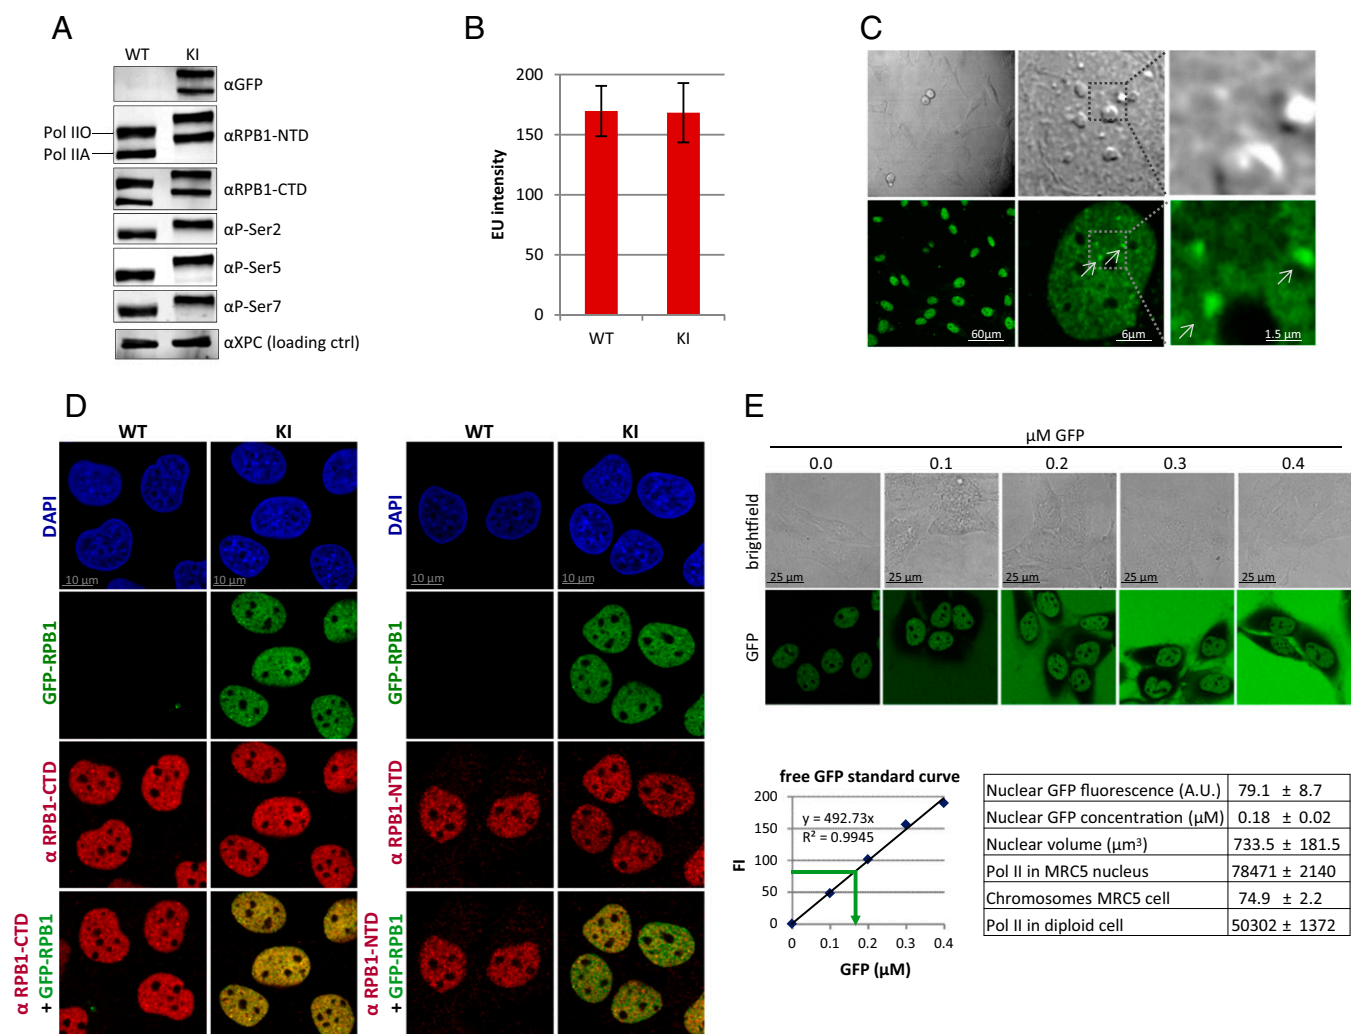 A
WT KI
αGFP
Pol IIO
Pol IIA
αRPB1-NTD
αRPB1-CTD
αP-Ser2
αP-Ser5
αP-Ser7
αXPC (loading ctrl)
B
EU intensity
200
150
100
50
0
WT KI
C
60μm
6μm
1.5 μm
D
WT KI WT KI
DAPI
10 μm
10 μm
DAPI
10 μm
10 μm
GFP-RPB1
GFP-RPB1
α RPB1-CTD
α RPB1-NTD
α RPB1-CTD
+ GFP-RPB1
α RPB1-NTD
+ GFP-RPB1
E
μM GFP
0.0 0.1 0.2 0.3 0.4
brightfield
25 μm 25 μm 25 μm 25 μm 25 μm
GFP
free GFP standard curve
FI
200
150
100
50
0
y = 492.73x
R² = 0.9945
0 0.1 0.2 0.3 0.4
GFP (μM)
Nuclear GFP fluorescence (A.U.) 79.1 ± 8.7
Nuclear GFP concentration (μM) 0.18 ± 0.02
Nuclear volume (μm³) 733.5 ± 181.5
Pol II in MRC5 nucleus 78471 ± 2140
Chromosomes MRC5 cell 74.9 ± 2.2
Pol II in diploid cell 50302 ± 1372